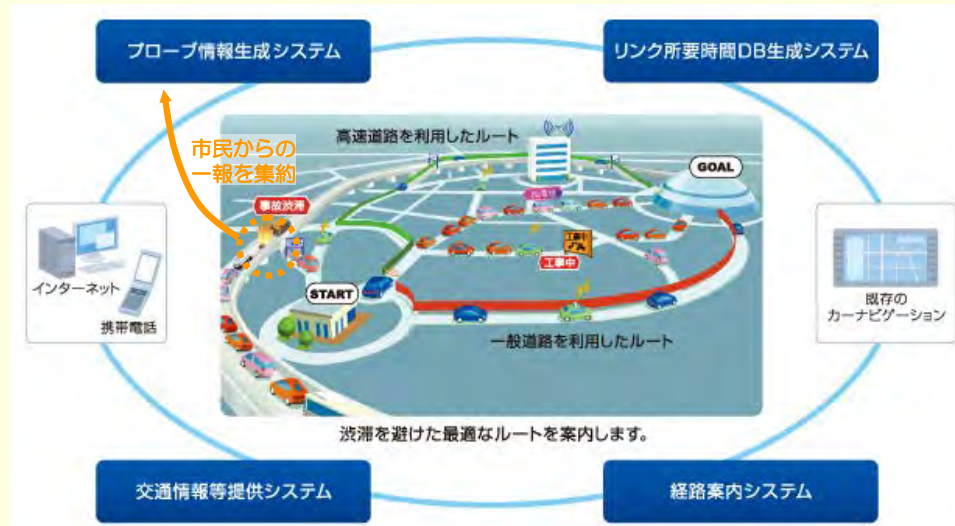 プローブ情報生成システム
リンク所要時間DB生成システム
市民からの
一報を集約
高速道路を利用したルート
GOAL
事故渋滞
工事中
工事中
START
インターネット
携帯電話
既存の
カーナビゲーション
一般道路を利用したルート
渋滞を避けた最適なルートを案内します。
交通情報等提供システム
経路案内システム